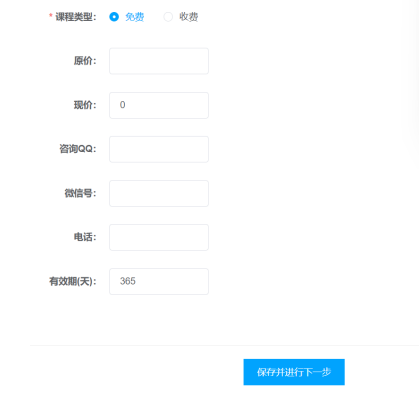 * 课程类型： 免费 收费
原价：
现价： 0
咨询QQ：
微信号：
电话：
有效期(天)： 365
保存并进行下一步